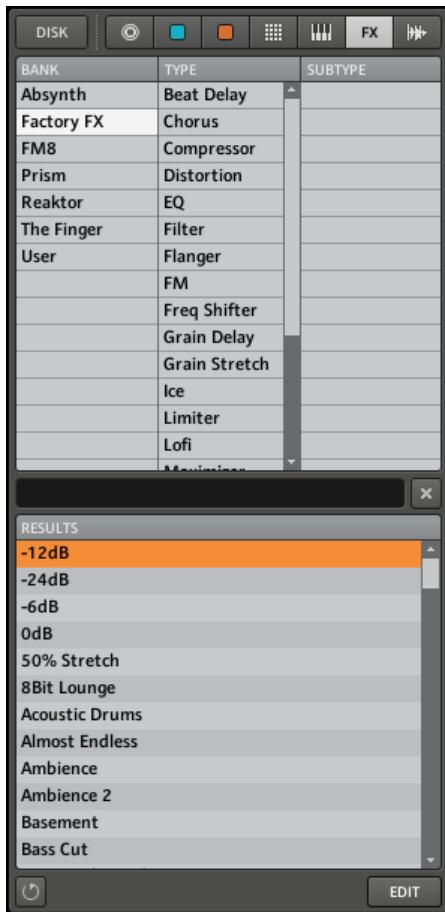 DISK FX
BANK TYPE SUBTYPE
Absynth Beat Delay
Factory FX Chorus
FM8 Compressor
Prism Distortion
Reaktor EQ
The Finger Filter
User Flanger
FM
Freq Shifter
Grain Delay
Grain Stretch
Ice
Limiter
Lofi
RESULTS
-12dB
-24dB
-6dB
0dB
50% Stretch
8Bit Lounge
Acoustic Drums
Almost Endless
Ambience
Ambience 2
Basement
Bass Cut
EDIT